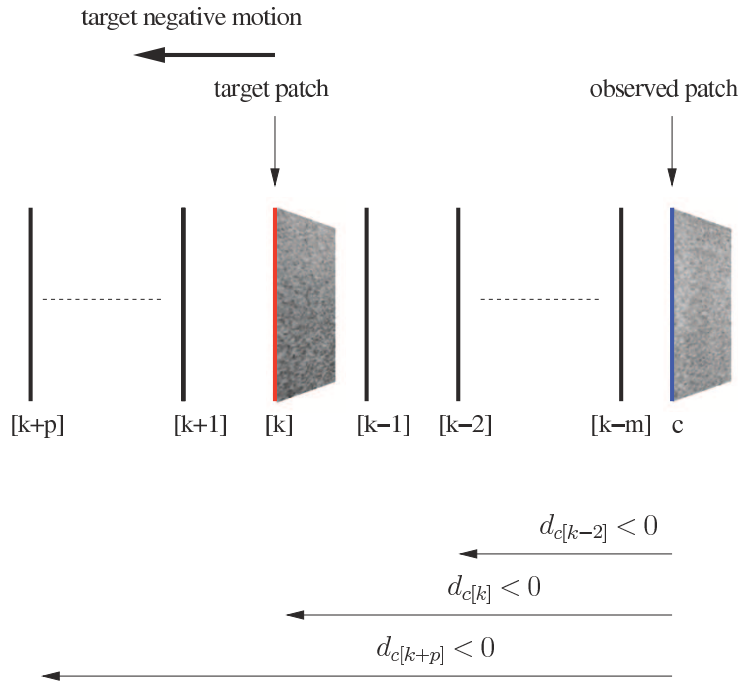 target negative motion
target patch
observed patch
[k+p] [k+1] [k] [k−1] [k−2] [k−m] c
d_{c[k−2]} < 0
d_{c[k]} < 0
d_{c[k+p]} < 0